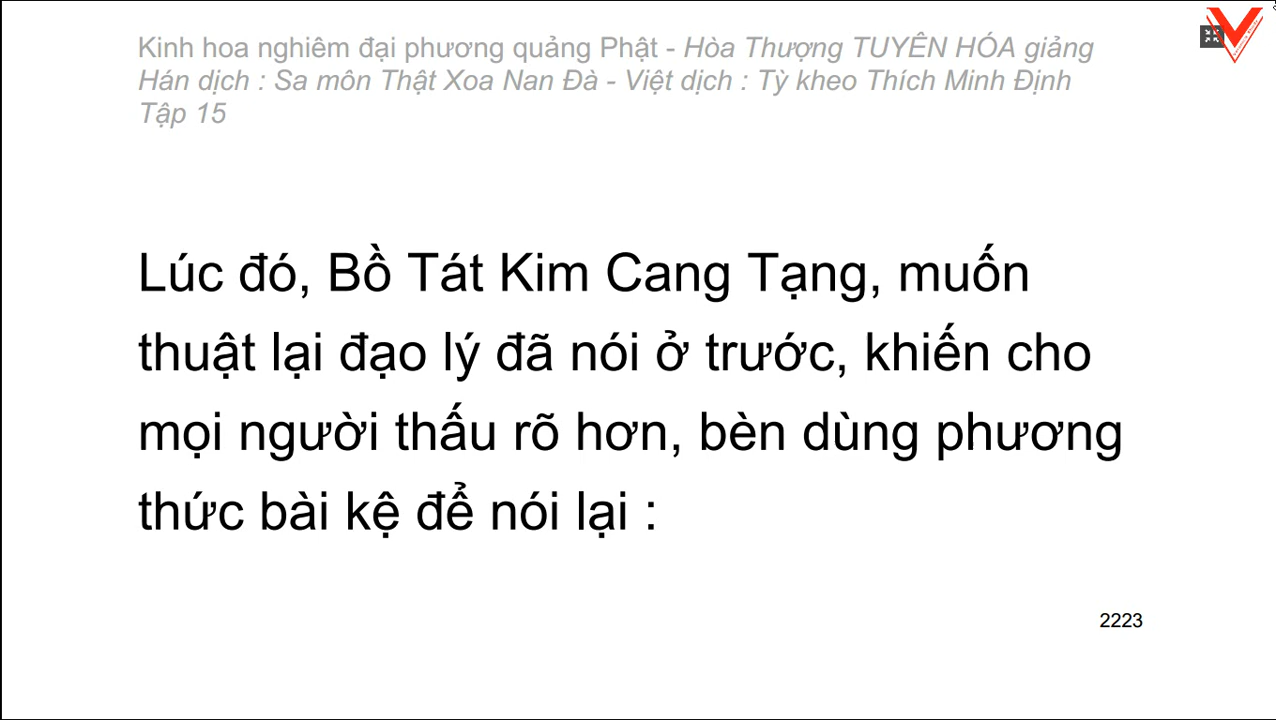 Kinh hoa nghiêm đại phương quảng Phật - Hòa Thượng TUYÊN HÓA giảng
Hán dịch : Sa môn Thật Xoa Nan Đà - Việt dịch : Tỳ kheo Thích Minh Định
Tập 15
Lúc đó, Bồ Tát Kim Cang Tạng, muốn
thuật lại đạo lý đã nói ở trước, khiến cho
mọi người thấu rõ hơn, bèn dùng phương
thức bài kệ để nói lại :
2223